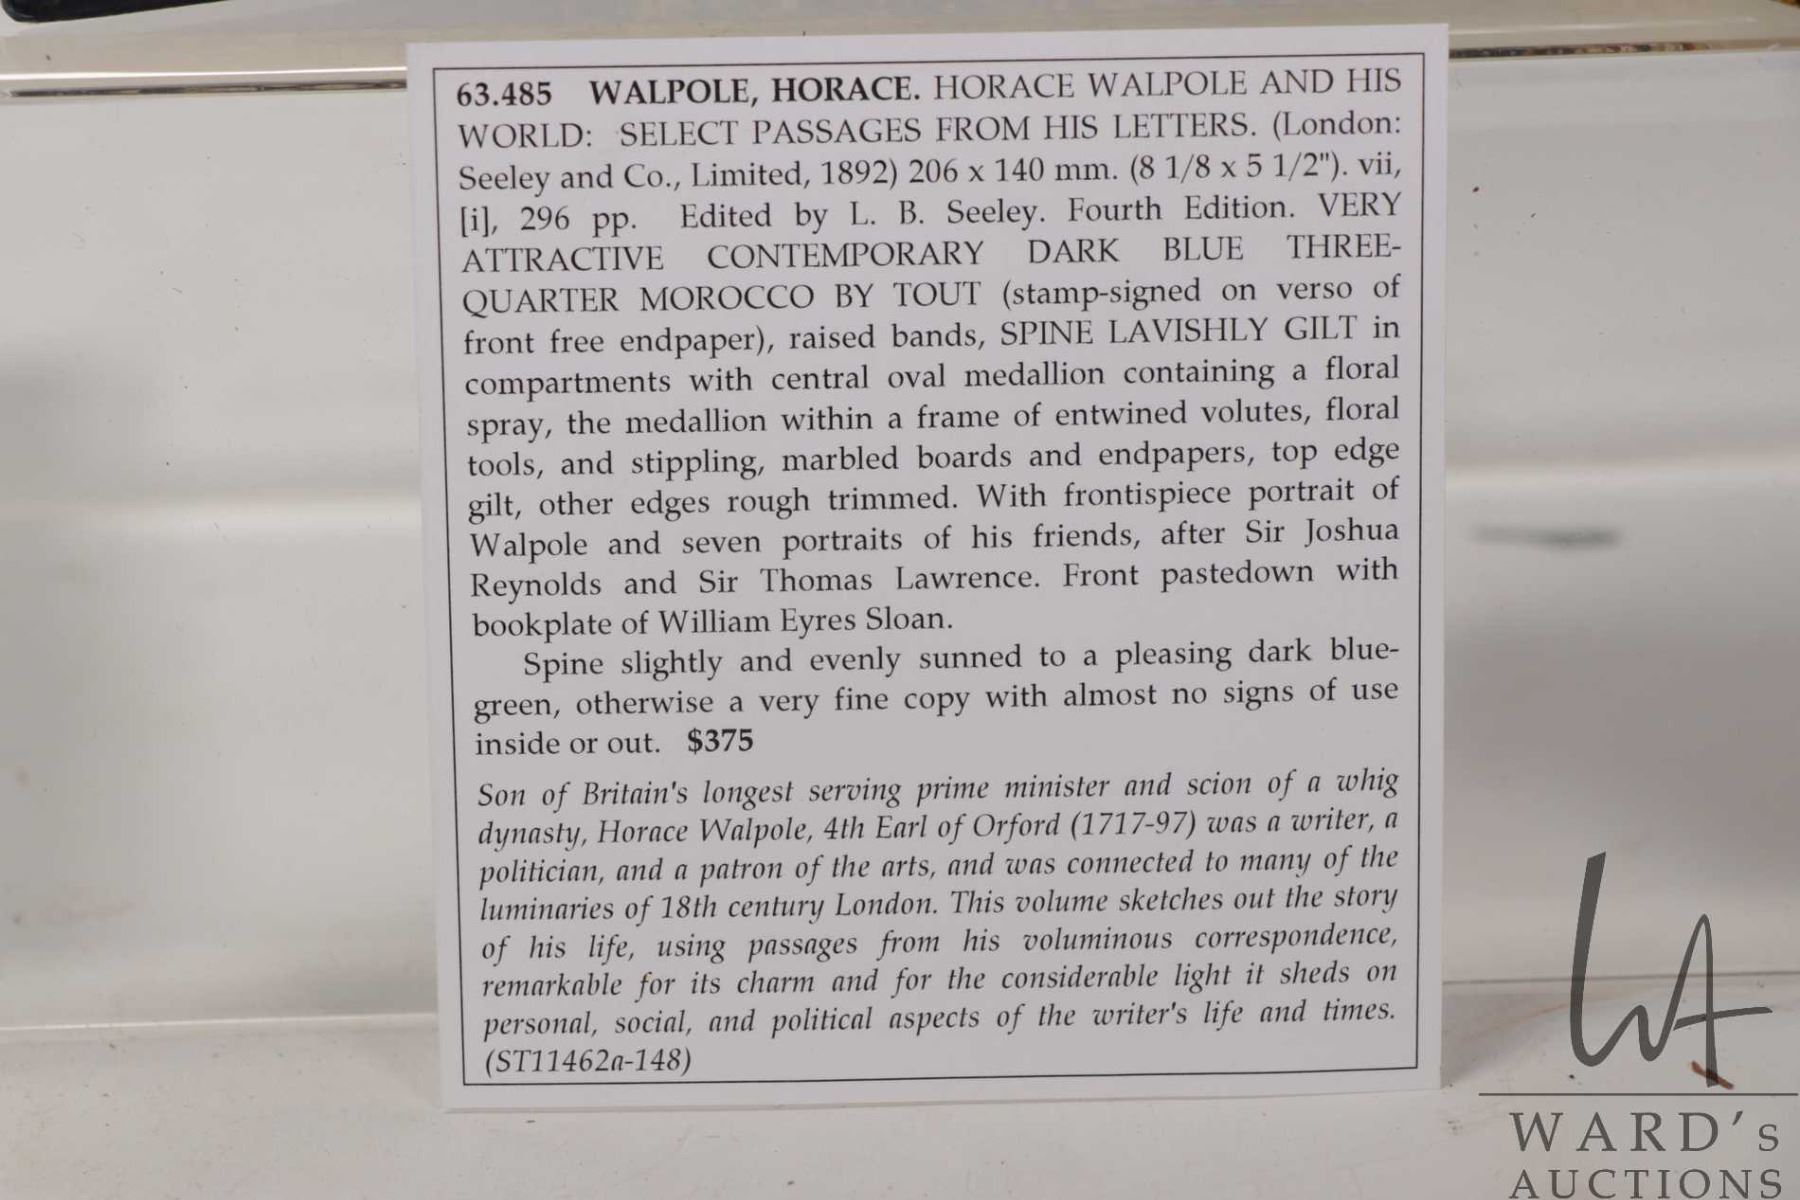 63.485 WALPOLE, HORACE. HORACE WALPOLE AND HIS
WORLD: SELECT PASSAGES FROM HIS LETTERS. (London:
Seeley and Co., Limited, 1892) 206 x 140 mm. (8 1/8 x 5 1/2"). vii,
[i], 296 pp. Edited by L. B. Seeley. Fourth Edition. VERY
ATTRACTIVE CONTEMPORARY DARK BLUE THREE-
QUARTER MOROCCO BY TOUT (stamp-signed on verso of
front free endpaper), raised bands, SPINE LAVISHLY GILT in
compartments with central oval medallion containing a floral
spray, the medallion within a frame of entwined volutes, floral
tools, and stippling, marbled boards and endpapers, top edge
gilt, other edges rough trimmed. With frontispiece portrait of
Walpole and seven portraits of his friends, after Sir Joshua
Reynolds and Sir Thomas Lawrence. Front pastedown with
bookplate of William Eyres Sloan.
Spine slightly and evenly sunned to a pleasing dark blue-
green, otherwise a very fine copy with almost no signs of use
inside or out. $375
Son of Britain's longest serving prime minister and scion of a whig
dynasty, Horace Walpole, 4th Earl of Orford (1717-97) was a writer, a
politician, and a patron of the arts, and was connected to many of the
luminaries of 18th century London. This volume sketches out the story
of his life, using passages from his voluminous correspondence,
remarkable for its charm and for the considerable light it sheds on
personal, social, and political aspects of the writer's life and times.
(ST11462a-148)
WA
WARD's
AUCTIONS